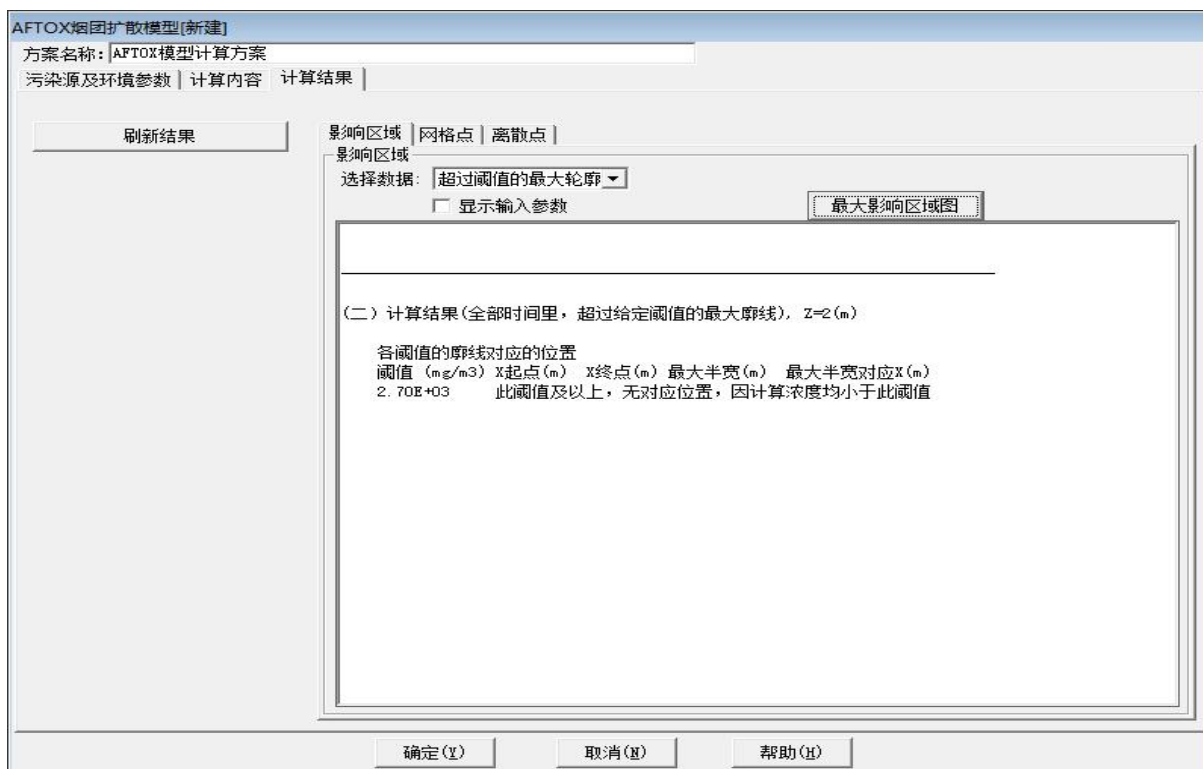 AFTOX烟团扩散模型[新建]
方案名称: AFTOX模型计算方案
污染源及环境参数 计算内容 计算结果
刷新结果
影响区域 网格点 离散点
影响区域
选择数据: 超过阈值的最大轮廓
显示输入参数 最大影响区域图
(二) 计算结果(全部时间里，超过给定阈值的最大廓线), Z=2(m)
各阈值的廓线对应的位置
阈值 (mg/m3) X起点(m) X终点(m) 最大半宽(m) 最大半宽对应X(m)
2.70E+03 此阈值及以上，无对应位置，因计算浓度均小于此阈值
确定(Y) 取消(N) 帮助(H)